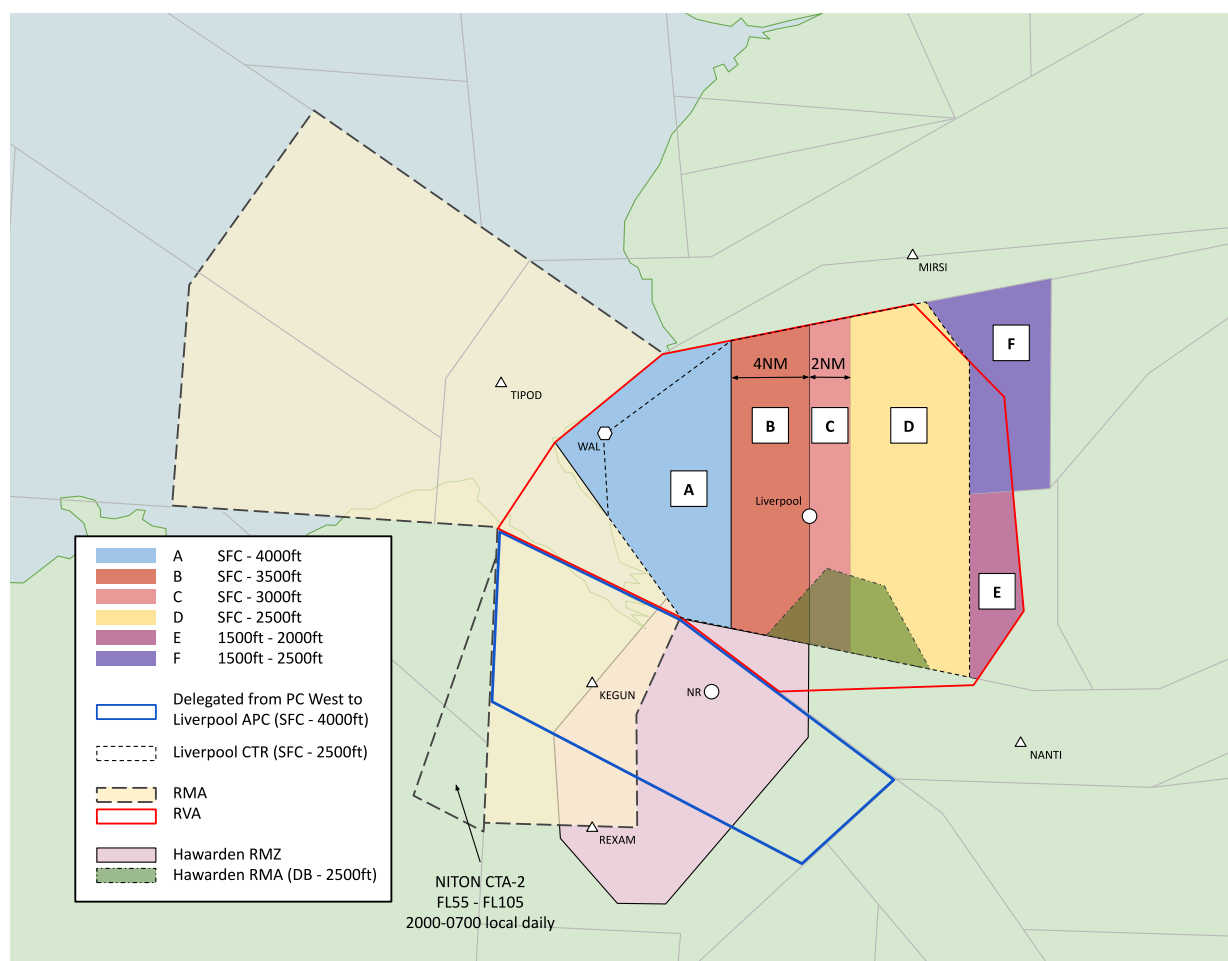 MIRSI
F
4NM
2NM
TIPOD
B
C
D
WAL
A
Liverpool
E
KEGUN
NR
NANTI
REXAM
A SFC - 4000ft
B SFC - 3500ft
C SFC - 3000ft
D SFC - 2500ft
E 1500ft - 2000ft
F 1500ft - 2500ft
Delegated from PC West to
Liverpool APC (SFC - 4000ft)
Liverpool CTR (SFC - 2500ft)
RMA
RVA
Hawarden RMZ
Hawarden RMA (DB - 2500ft)
NITON CTA-2
FL55 - FL105
2000-0700 local daily